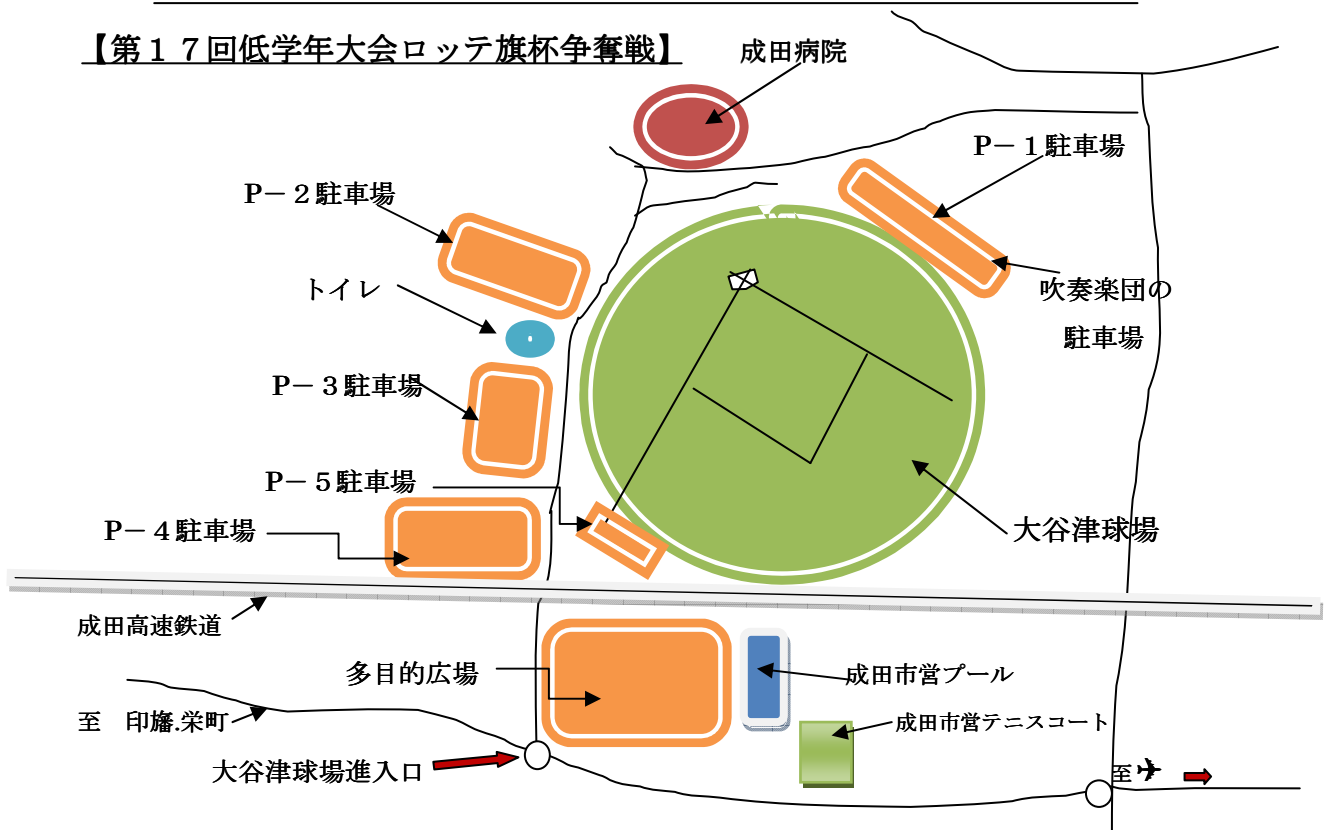 【第１７回低学年大会ロッテ旗杯争奪戦】
成田病院
P－１駐車場
P－２駐車場
トイレ
吹奏楽団の
駐車場
P－３駐車場
P－５駐車場
P－４駐車場
大谷津球場
成田高速鉄道
多目的広場
成田市営プール
至　印旛.栄町
成田市営テニスコート
大谷津球場進入口
至✈